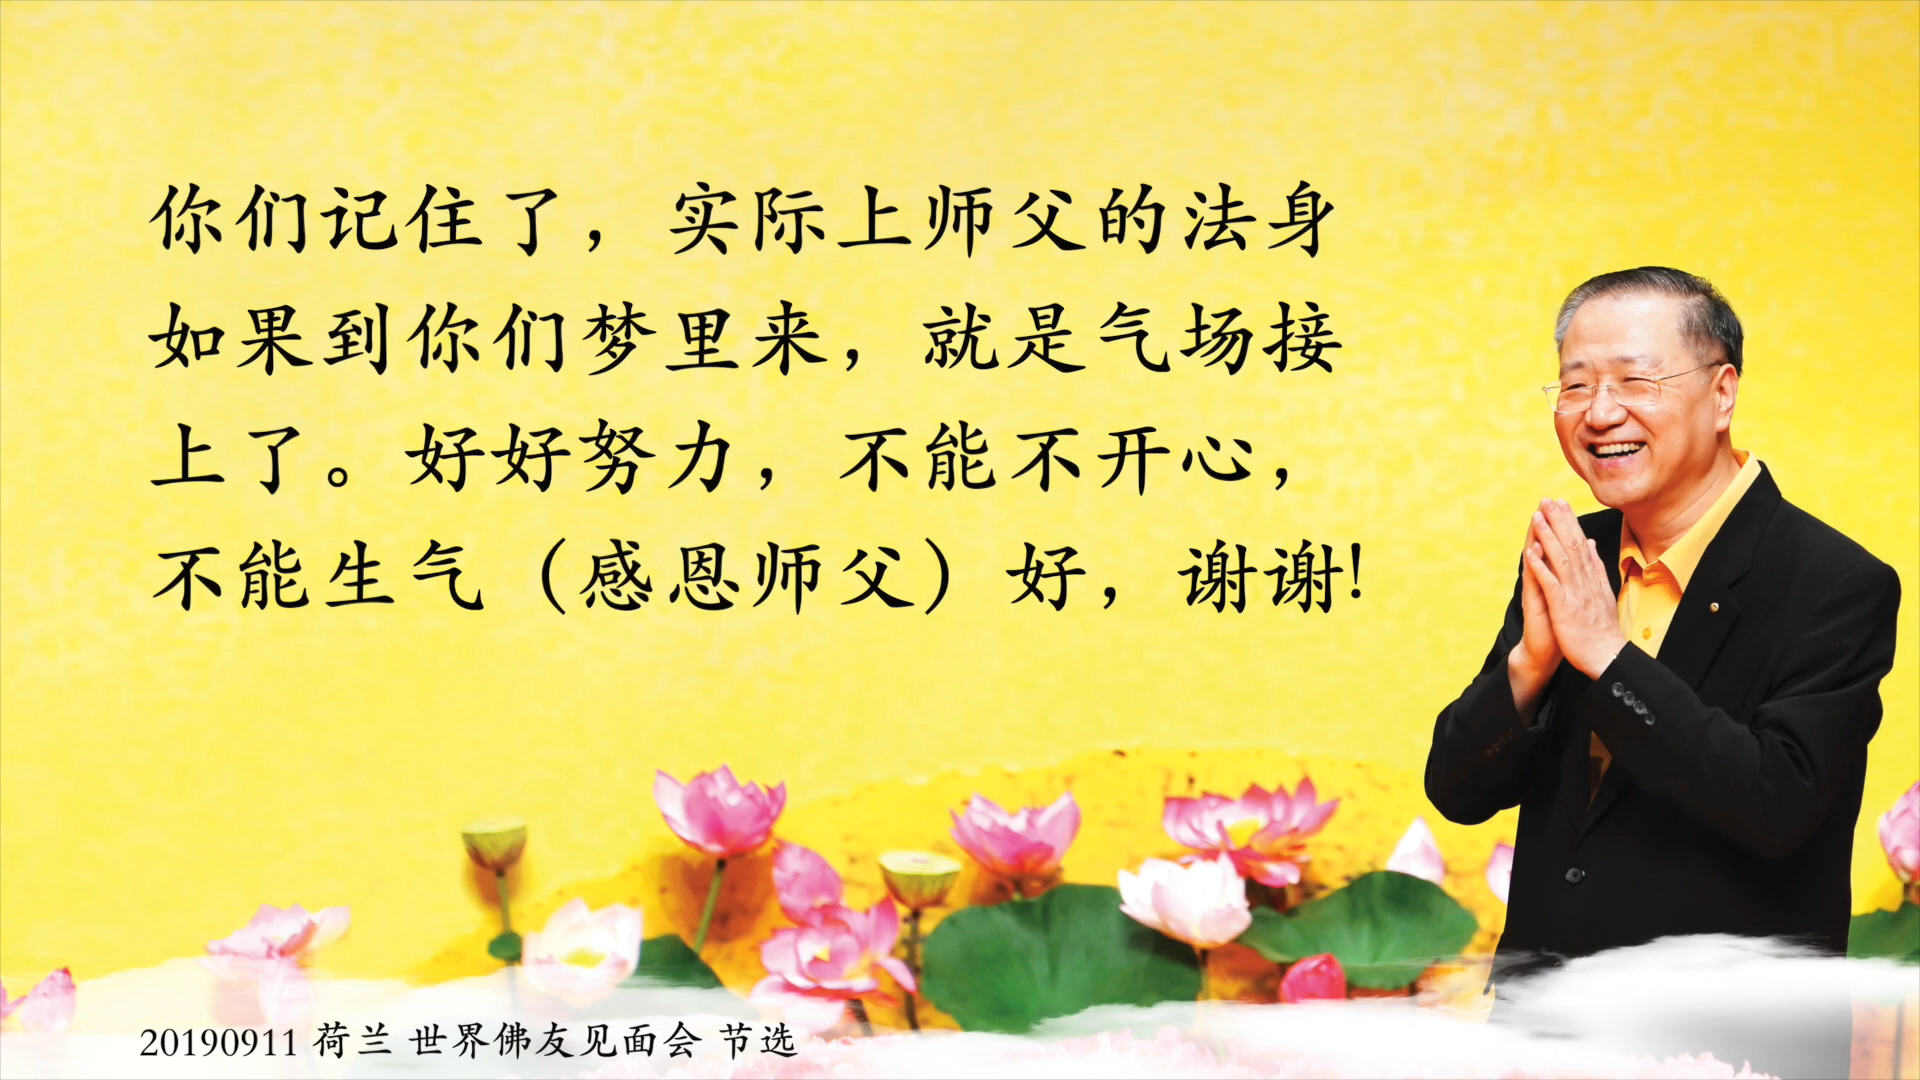 你们记住了，实际上师父的法身
如果到你们梦里来，就是气场接
上了。好好努力，不能不开心，
不能生气（感恩师父）好，谢谢!
20190911 荷兰 世界佛友见面会 节选